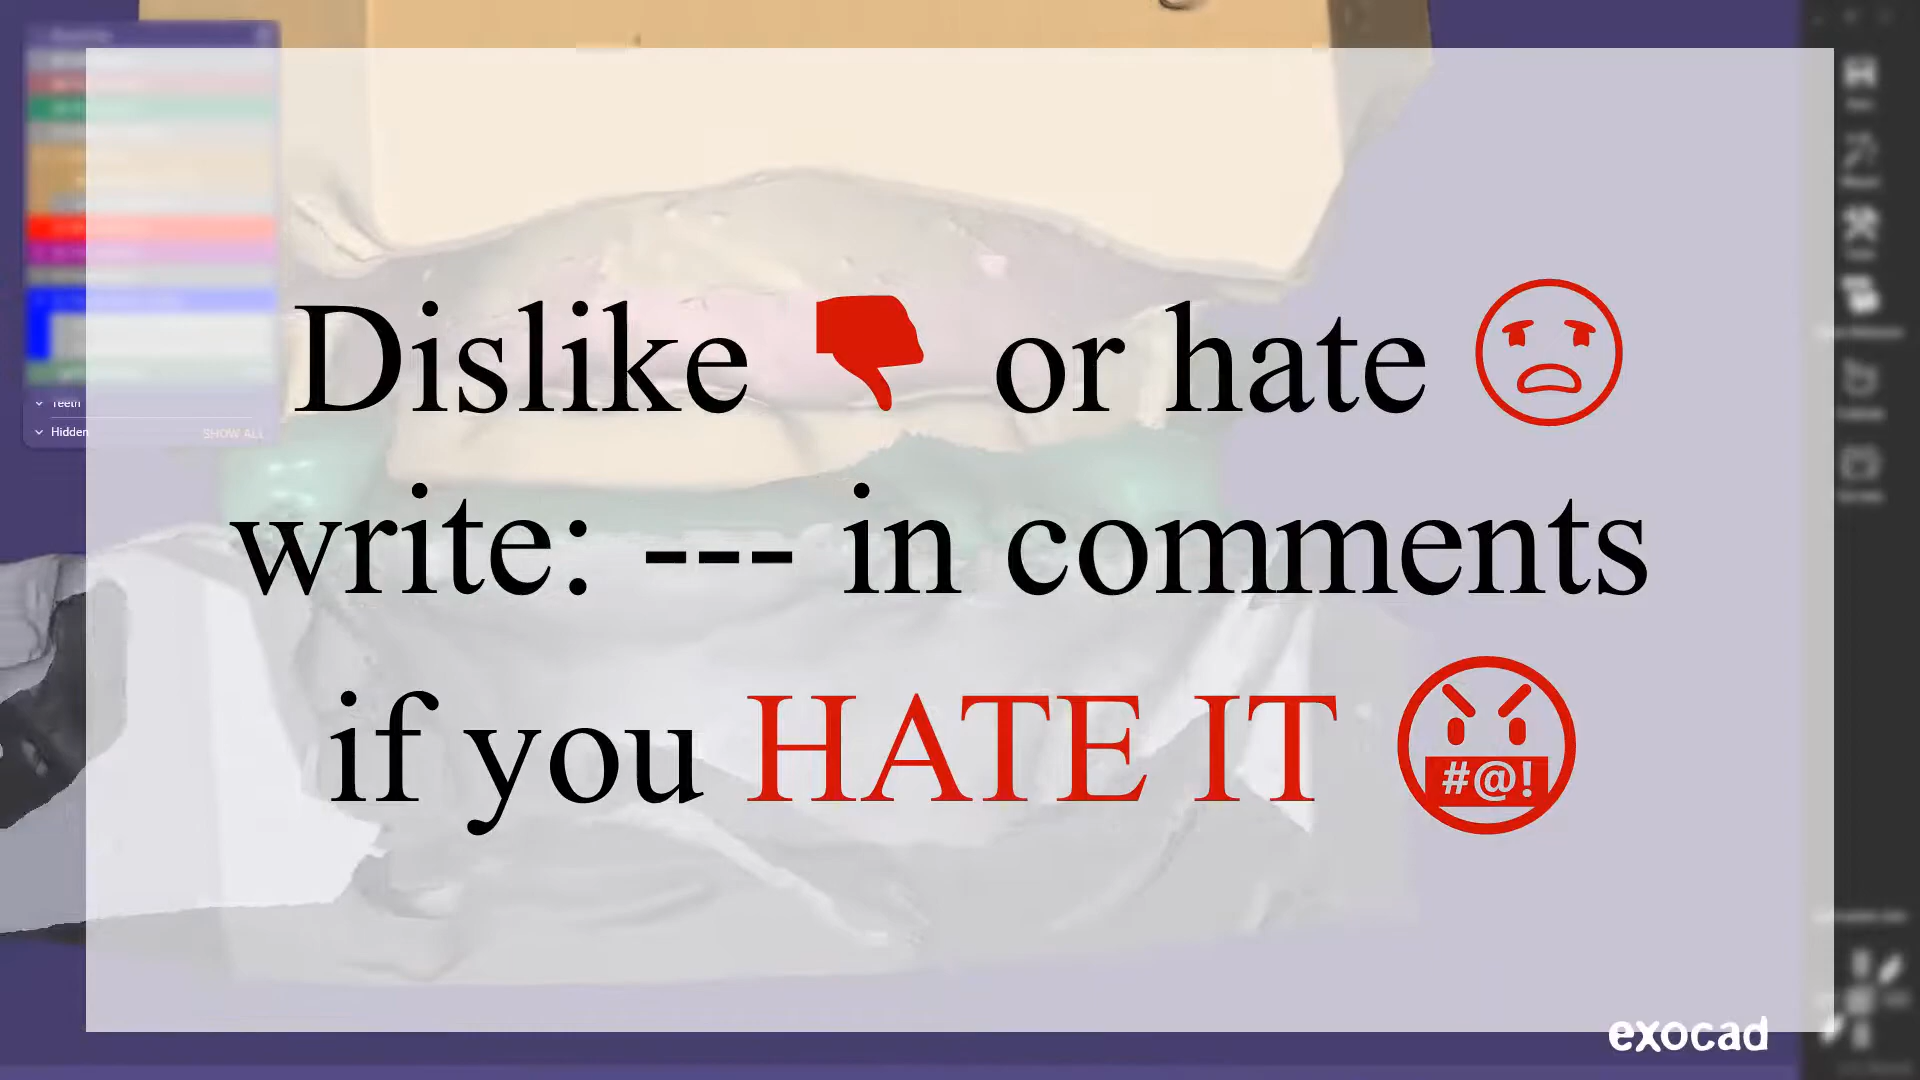 Teeth
Hidden SHOW ALL
Dislike 👎 or hate 😧
write: --- in comments
if you HATE IT 🤬
#@!
exocad